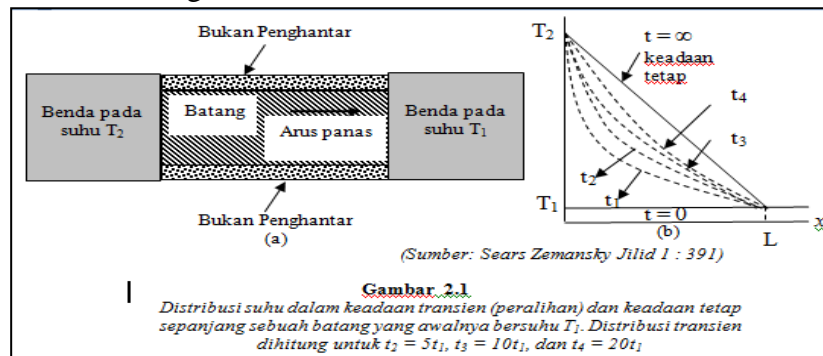 Bukan Penghantar
Benda pada
suhu T2
Batang
Arus panas
Benda pada
suhu T1
Bukan Penghantar
(a)
T2
t = ∞
keadaan
tetap
t4
t3
t2
t1
T1
t = 0
(b)
L
x
(Sumber: Sears Zemansky Jilid 1 : 391)
Gambar 2.1
Distribusi suhu dalam keadaan transien (peralihan) dan keadaan tetap
sepanjang sebuah batang yang awalnya bersuhu T1. Distribusi transien
dihitung untuk t2 = 5t1, t3 = 10t1, dan t4 = 20t1